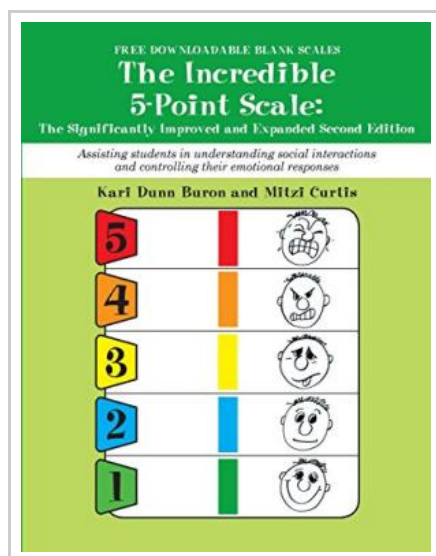 FREE DOWNLOADABLE BLANK SCALES
The Incredible
5-Point Scale:
The Significantly Improved and Expanded Second Edition
Assisting students in understanding social interactions
and controlling their emotional responses
Kari Dunn Buron and Mitzi Curtis
5
4
3
2
1